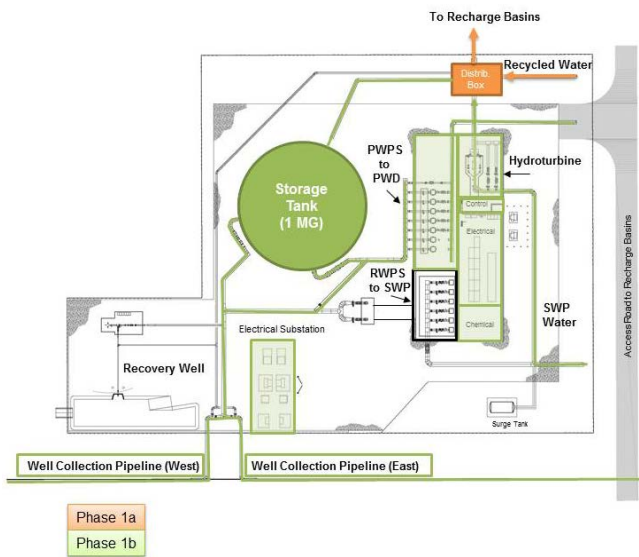 To Recharge Basins
Recycled Water
Distrib.
Box
PWPS
to
PWD
Hydroturbine
Storage
Tank
(1 MG)
Control
Electrical
RWPS
to SWP
SWP
Water
Access Road to Recharge Basins
Electrical Substation
Chemical
Recovery Well
Surge Tank
Well Collection Pipeline (West)
Well Collection Pipeline (East)
Phase 1a
Phase 1b